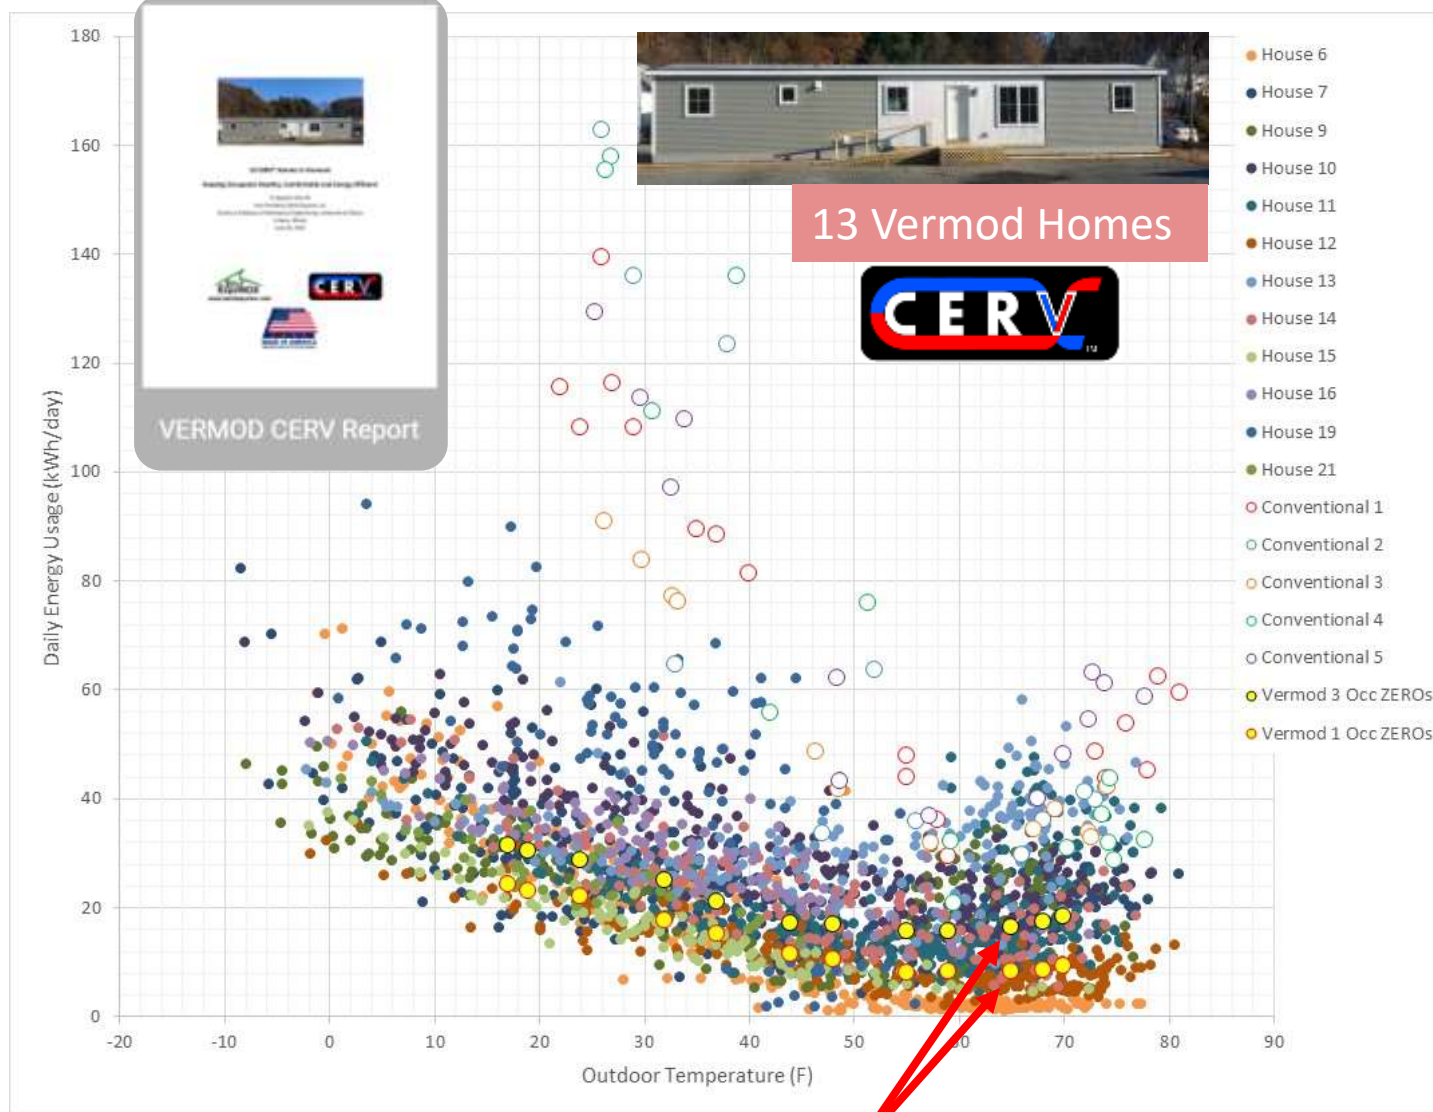 VERMOD CERV Report
13 Vermod Homes
CERV
TM
CERV
Daily Energy Usage (kWh/day)
180
160
140
120
100
80
60
40
20
0
-20
-10
0
10
20
30
40
50
60
70
80
90
Outdoor Temperature (F)
House 6
House 7
House 9
House 10
House 11
House 12
House 13
House 14
House 15
House 16
House 19
House 21
Conventional 1
Conventional 2
Conventional 3
Conventional 4
Conventional 5
Vermod 3 Occ ZEROs
Vermod 1 Occ ZEROs